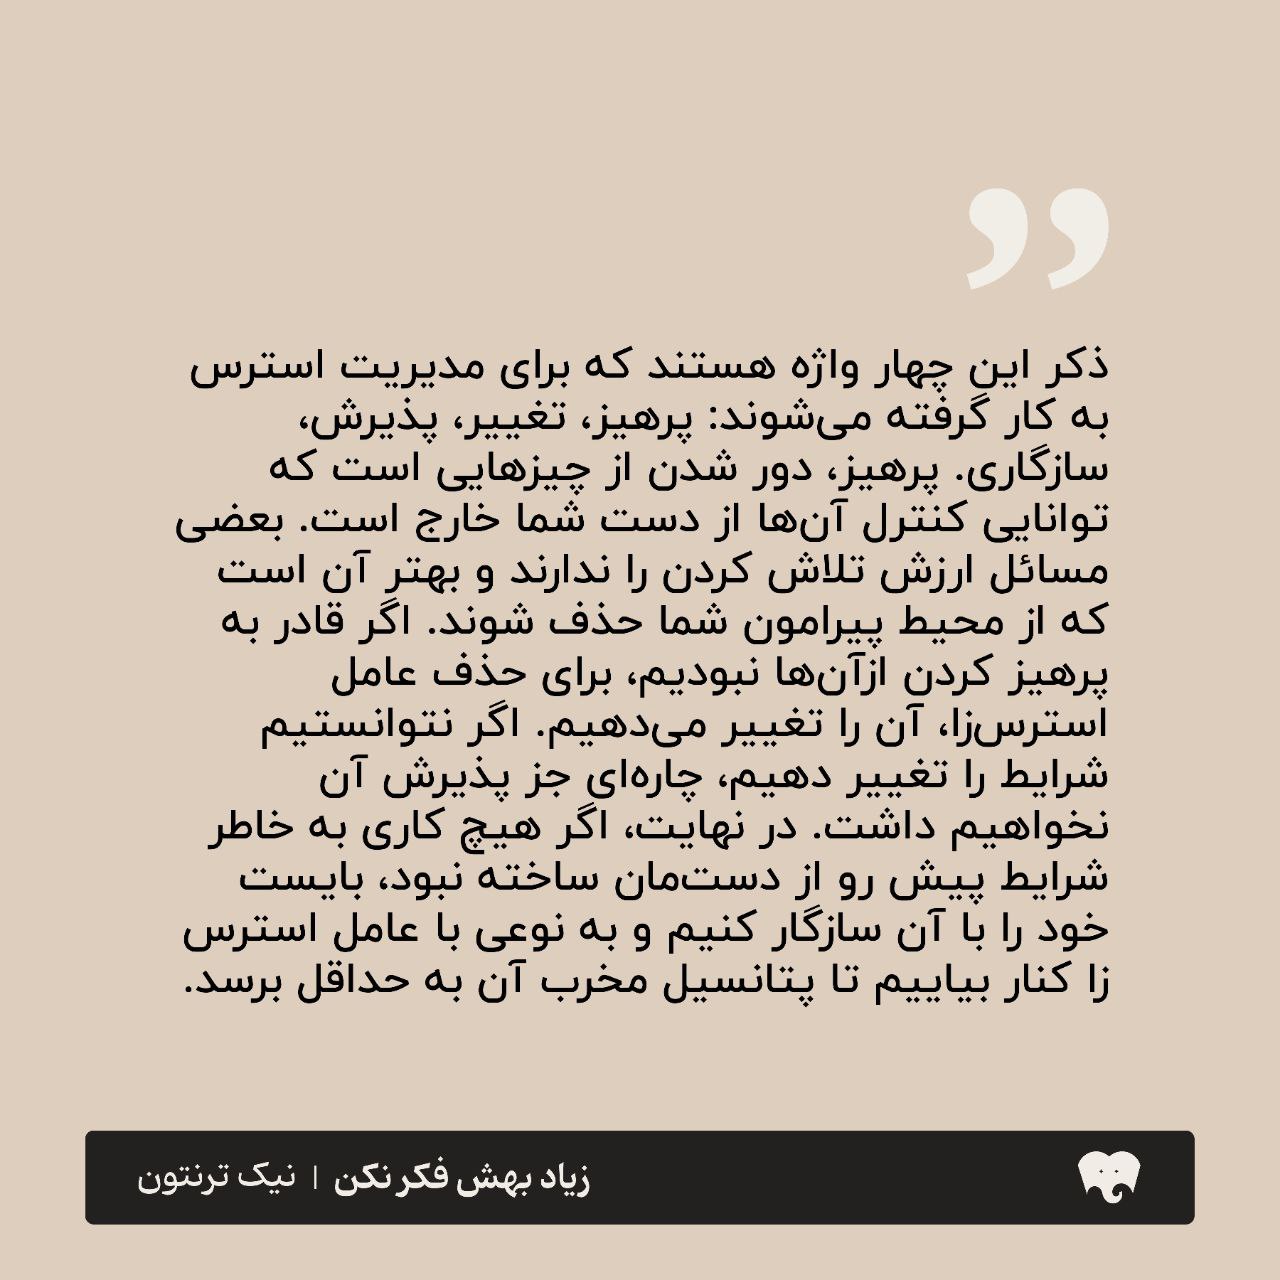 ذکر این چهار واژه هستند که برای مدیریت استرس
به کار گرفته می‌شوند: پرهیز، تغییر، پذیرش،
سازگاری. پرهیز، دور شدن از چیزهایی است که
توانایی کنترل آن‌ها از دست شما خارج است. بعضی
مسائل ارزش تلاش کردن را ندارند و بهتر آن است
که از محیط پیرامون شما حذف شوند. اگر قادر به
پرهیز کردن ازآن‌ها نبودیم، برای حذف عامل
استرس‌زا، آن را تغییر می‌دهیم. اگر نتوانستیم
شرایط را تغییر دهیم، چاره‌ای جز پذیرش آن
نخواهیم داشت. در نهایت، اگر هیچ کاری به خاطر
شرایط پیش رو از دست‌مان ساخته نبود، بایست
خود را با آن سازگار کنیم و به نوعی با عامل استرس
زا کنار بیاییم تا پتانسیل مخرب آن به حداقل برسد.
زیاد بهش فکر نکن | نیک ترنتون